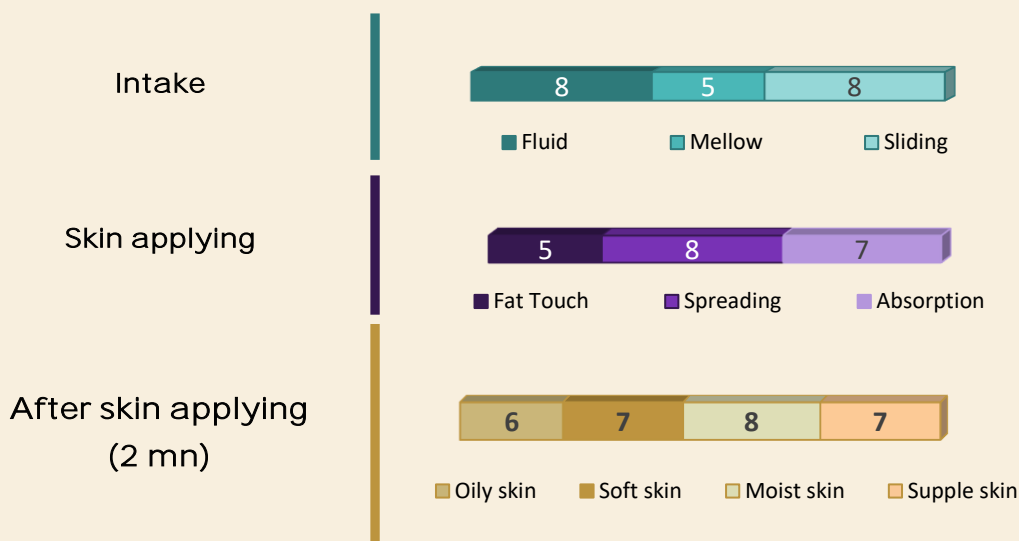 Intake
8 5 8
Fluid Mellow Sliding
Skin applying
5 8 7
Fat Touch Spreading Absorption
After skin applying
(2 mn)
6 7 8 7
Oily skin Soft skin Moist skin Supple skin